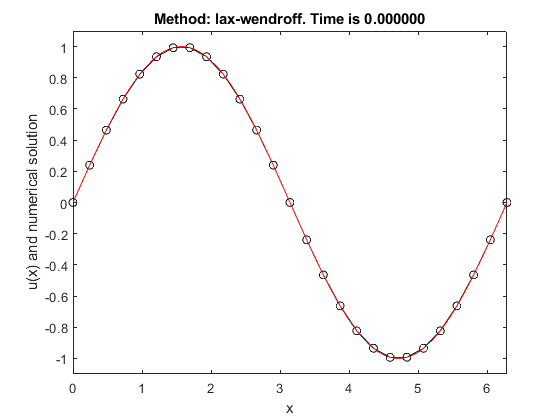 Method: lax-wendroff. Time is 0.000000
1
0.8
0.6
0.4
0.2
0
-0.2
-0.4
-0.6
-0.8
-1
u(x) and numerical solution
0 1 2 3 4 5 6
x